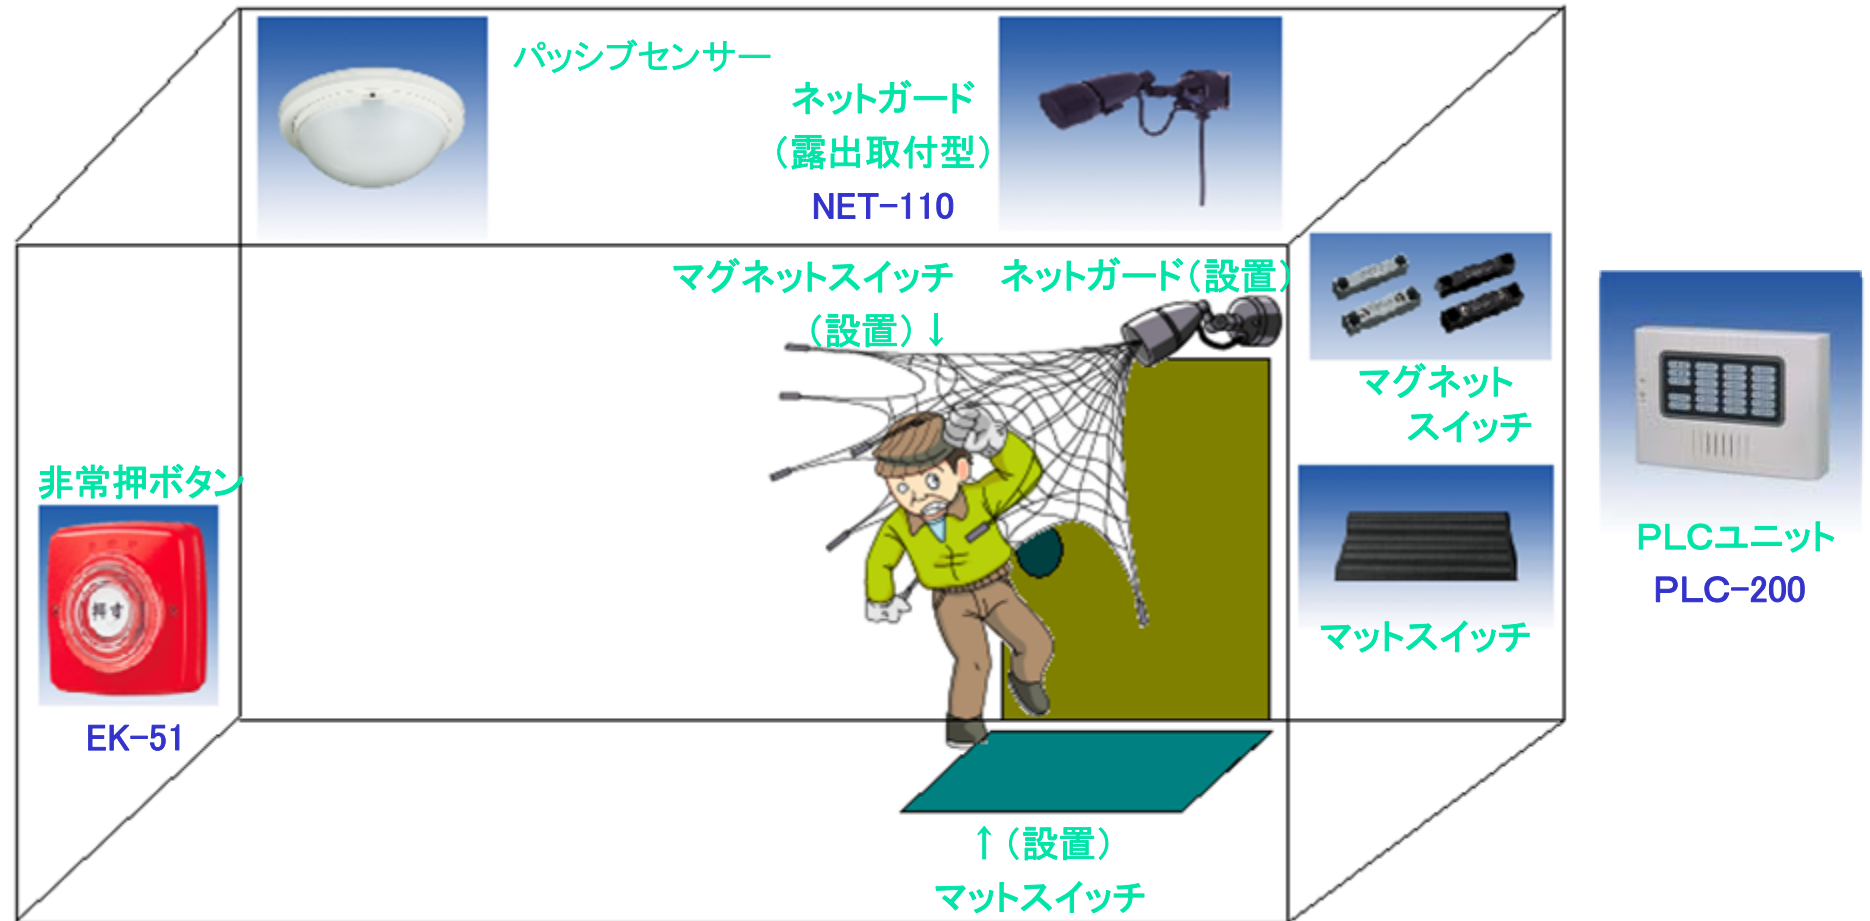 パッシブセンサー
ネットガード
（露出取付型）
NET-110
マグネットスイッチ
（設置）↓
ネットガード（設置）
マグネット
スイッチ
非常押ボタン
押す
EK-51
マットスイッチ
PLCユニット
PLC-200
↑（設置）
マットスイッチ